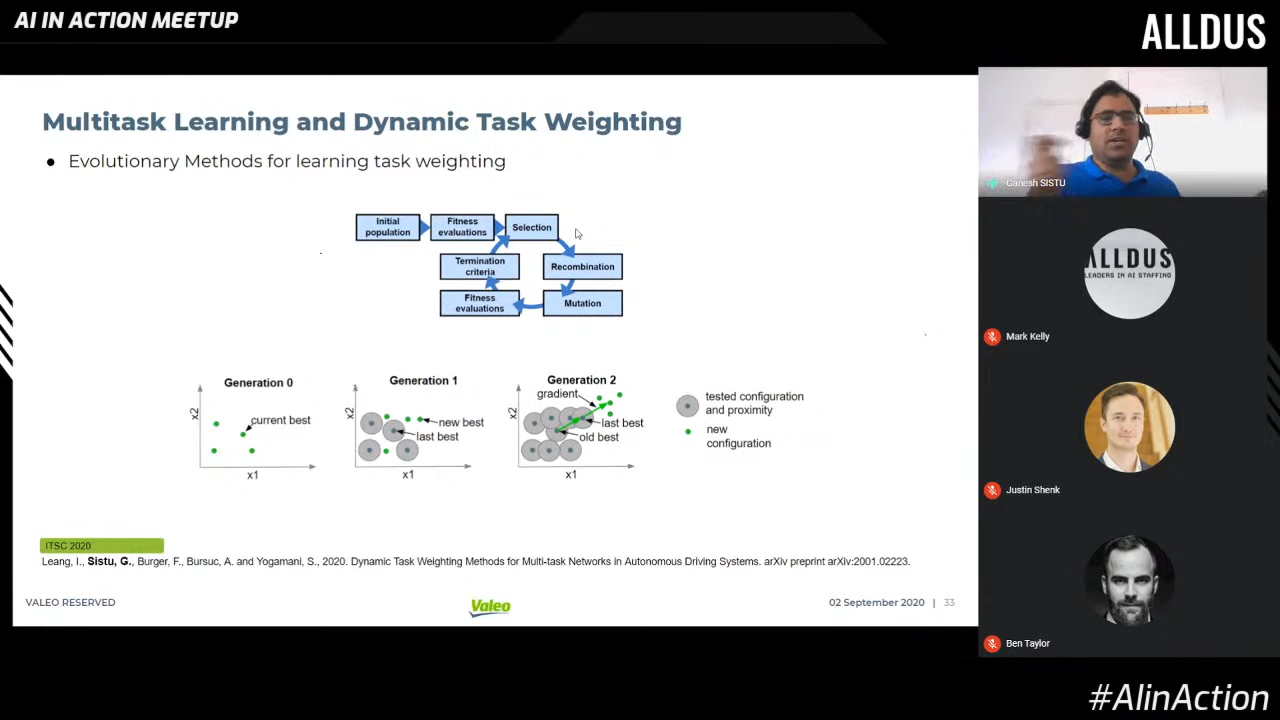 AI IN ACTION MEETUP
ALLDUS
Multitask Learning and Dynamic Task Weighting
● Evolutionary Methods for learning task weighting
Initial
population
Fitness
evaluations
Selection
Termination
criteria
Recombination
Fitness
evaluations
Mutation
Generation 0
x2
current best
x1
Generation 1
x2
new best
last best
x1
Generation 2
gradient
x2
last best
old best
x1
tested configuration
and proximity
new
configuration
ITSC 2020
Leang, I., Sistu, G., Burger, F., Bursuc, A. and Yogamani, S., 2020. Dynamic Task Weighting Methods for Multi-task Networks in Autonomous Driving Systems. arXiv preprint arXiv:2001.02223.
VALEO RESERVED
Valeo
02 September 2020 | 33
Ganesh SISTU
ALLDUS
LEADERS IN AI STAFFING
Mark Kelly
Justin Shenk
Ben Taylor
#AIinAction